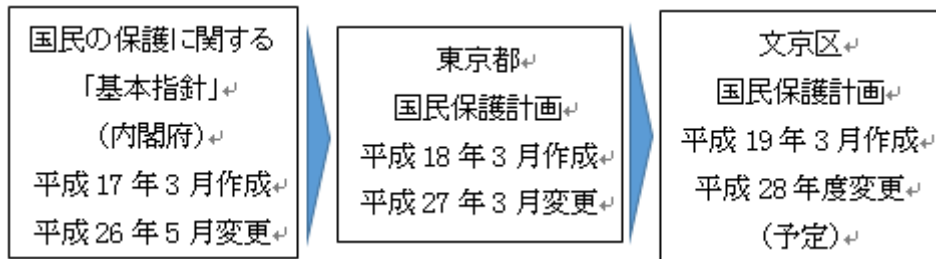 国民の保護に関する
「基本指針」↵
(内閣府)↵
平成 17 年 3 月作成↵
平成 26 年 5 月変更↵
東京都↵
国民保護計画
平成 18 年 3 月作成↵
平成 27 年 3 月変更↵
文京区↵
国民保護計画
平成 19 年 3 月作成↵
平成 28 年度変更↵
(予定)↵